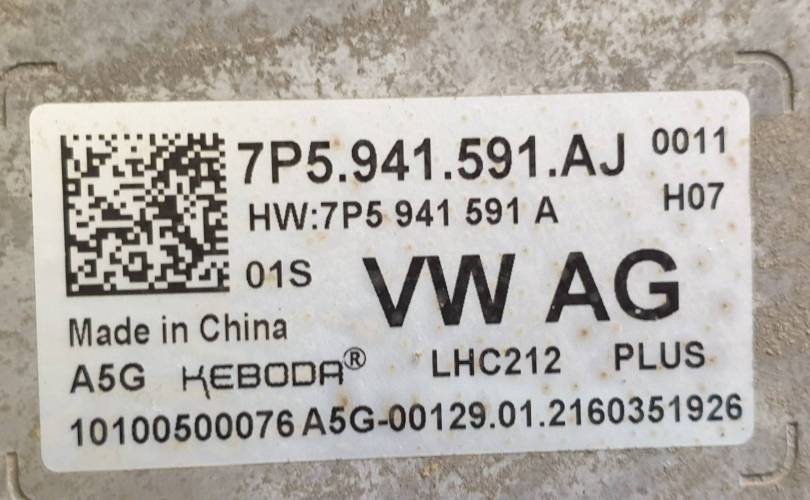 7P5.941.591.AJ 0011
HW:7P5 941 591 A H07
01S VW AG
Made in China
A5G KEBODA® LHC212 PLUS
10100500076 A5G-00129.01.2160351926